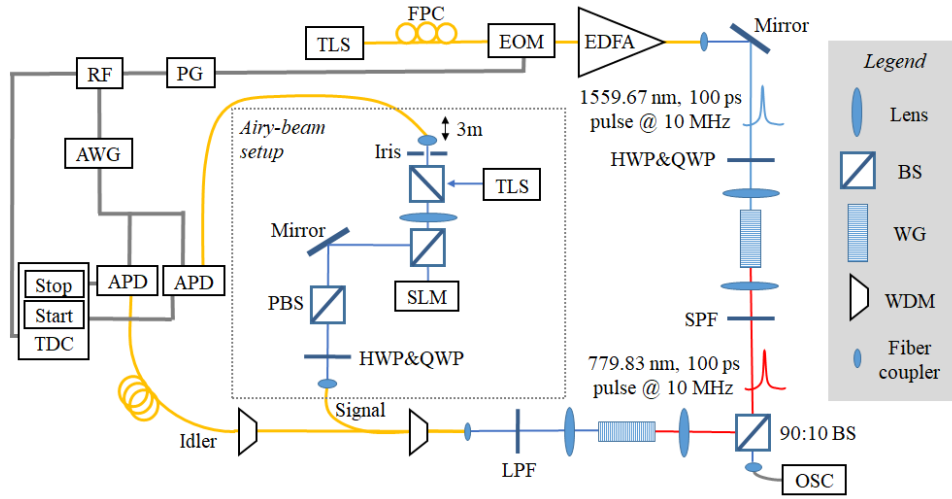 FPC
TLS
EOM
EDFA
Mirror
Legend
Lens
BS
WG
WDM
Fiber
coupler
RF
PG
AWG
1559.67 nm, 100 ps
pulse @ 10 MHz
HWP&QWP
Airy-beam
setup
3m
Iris
TLS
Mirror
SLM
PBS
HWP&QWP
Stop
Start
TDC
APD
APD
SPF
779.83 nm, 100 ps
pulse @ 10 MHz
Signal
Idler
LPF
90:10 BS
OSC